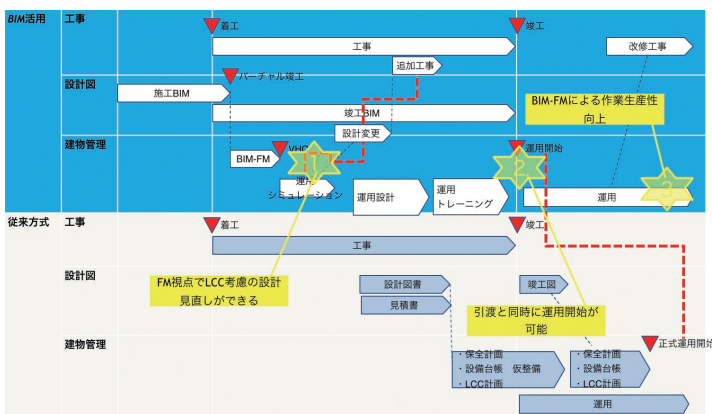 BIM活用
工事
着工
竣工
工事
改修工事
追加工事
設計図
バーチャル竣工
施工BIM
竣工BIM
BIM-FMによる作業生産性
向上
設計変更
建物管理
運用開始
BIM-FM
1
2
3
シミュレーション
運用設計
運用
トレーニング
運用
従来方式
工事
着工
竣工
工事
設計図
FM視点でLCC考慮の設計
見直しができる
設計図書
見積書
竣工図
引渡と同時に運用開始が
可能
建物管理
正式運用開始
・保全計画
・設備台帳 仮整備
・LCC計画
・保全計画
・設備台帳
・LCC計画
運用